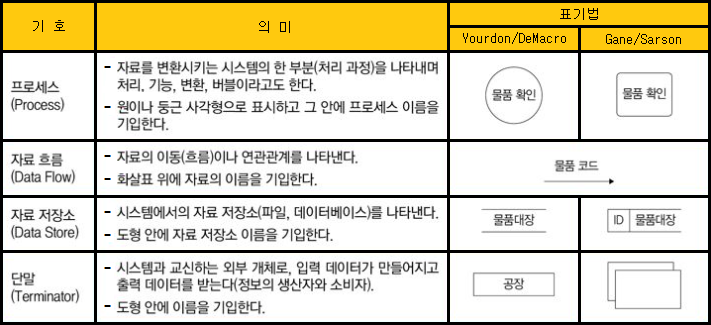 기 호
의 미
표기법
Yourdon/DeMacro
Gane/Sarson
프로세스
(Process)
- 자료를 변환시키는 시스템의 한 부분(처리 과정)을 나타내며
처리, 기능, 변환, 버블이라고도 한다.
- 원이나 둥근 사각형으로 표시하고 그 안에 프로세스 이름을
기입한다.
물품 확인
물품 확인
자료 흐름
(Data Flow)
- 자료의 이동(흐름)이나 연관관계를 나타낸다.
- 화살표 위에 자료의 이름을 기입한다.
물품 코드
자료 저장소
(Data Store)
- 시스템에서의 자료 저장소(파일, 데이터베이스)를 나타낸다.
- 도형 안에 자료 저장소 이름을 기입한다.
물품대장
ID 물품대장
단말
(Terminator)
- 시스템과 교신하는 외부 개체로, 입력 데이터가 만들어지고
출력 데이터를 받는다(정보의 생산자와 소비자).
- 도형 안에 이름을 기입한다.
공장